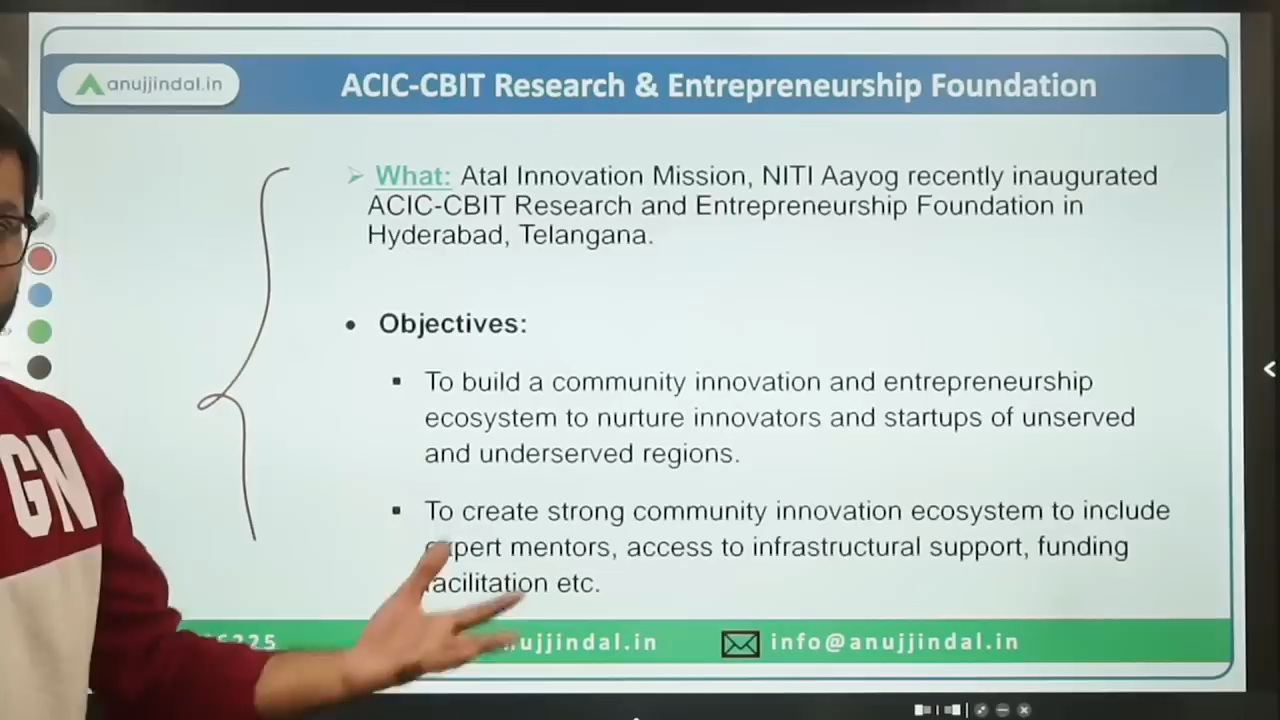 anujjindal.in
ACIC-CBIT Research & Entrepreneurship Foundation
What: Atal Innovation Mission, NITI Aayog recently inaugurated
ACIC-CBIT Research and Entrepreneurship Foundation in
Hyderabad, Telangana.
Objectives:
To build a community innovation and entrepreneurship
ecosystem to nurture innovators and startups of unserved
and underserved regions.
To create strong community innovation ecosystem to include
expert mentors, access to infrastructural support, funding
facilitation etc.
info@anujjindal.in
GN